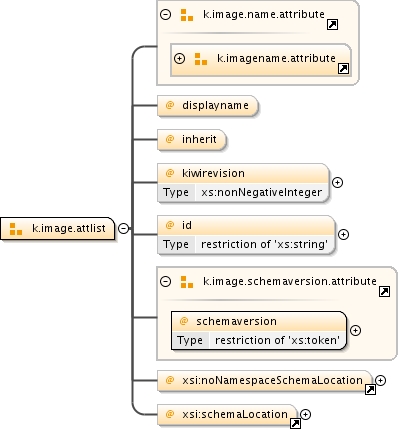 k.image.name.attribute
k.imagename.attribute
@ displayname
@ inherit
@ kiwirevision
Type xs:nonNegativeInteger
@ id
Type restriction of 'xs:string'
k.image.attlist
k.image.schemaversion.attribute
@ schemaversion
Type restriction of 'xs:token'
@ xsi:noNamespaceSchemaLocation
@ xsi:schemaLocation